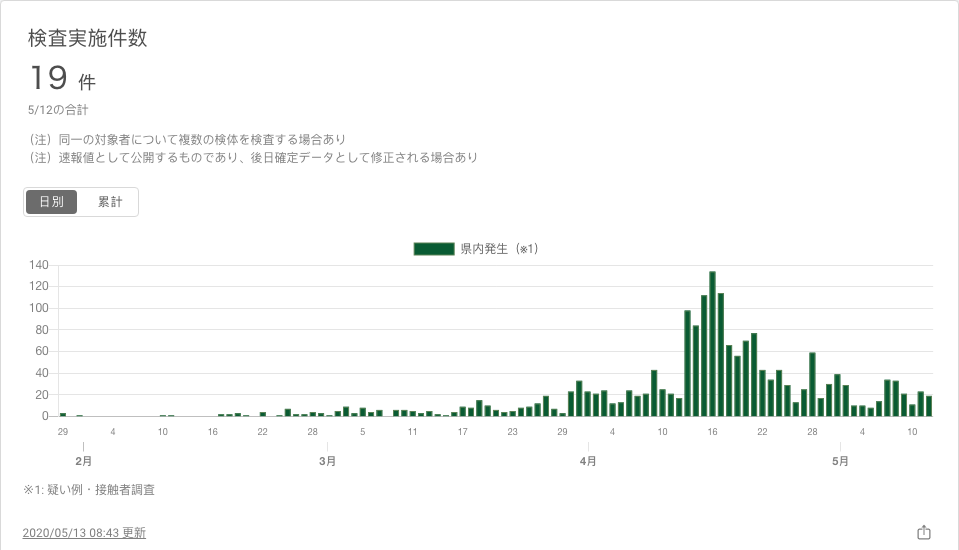 検査実施件数
19 件
5/12の合計
（注）同一の対象者について複数の検体を検査する場合あり
（注）速報値として公開するものであり、後日確定データとして修正される場合あり
日別 累計
県内発生（※1）
140
120
100
80
60
40
20
0
29 4 10 16 22 28 5 11 17 23 29 4 10 16 22 28 4 10
2月 3月 4月 5月
※1: 疑い例・接触者調査
2020/05/13 08:43 更新